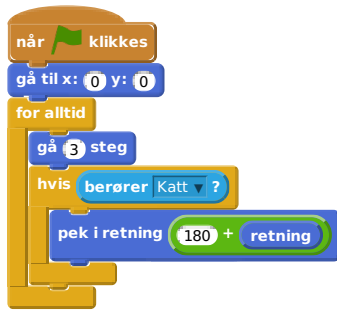 når klikkes
gå til x: 0 y: 0
for alltid
gå 3 steg
hvis berører Katt ▼ ?
pek i retning 180 + retning